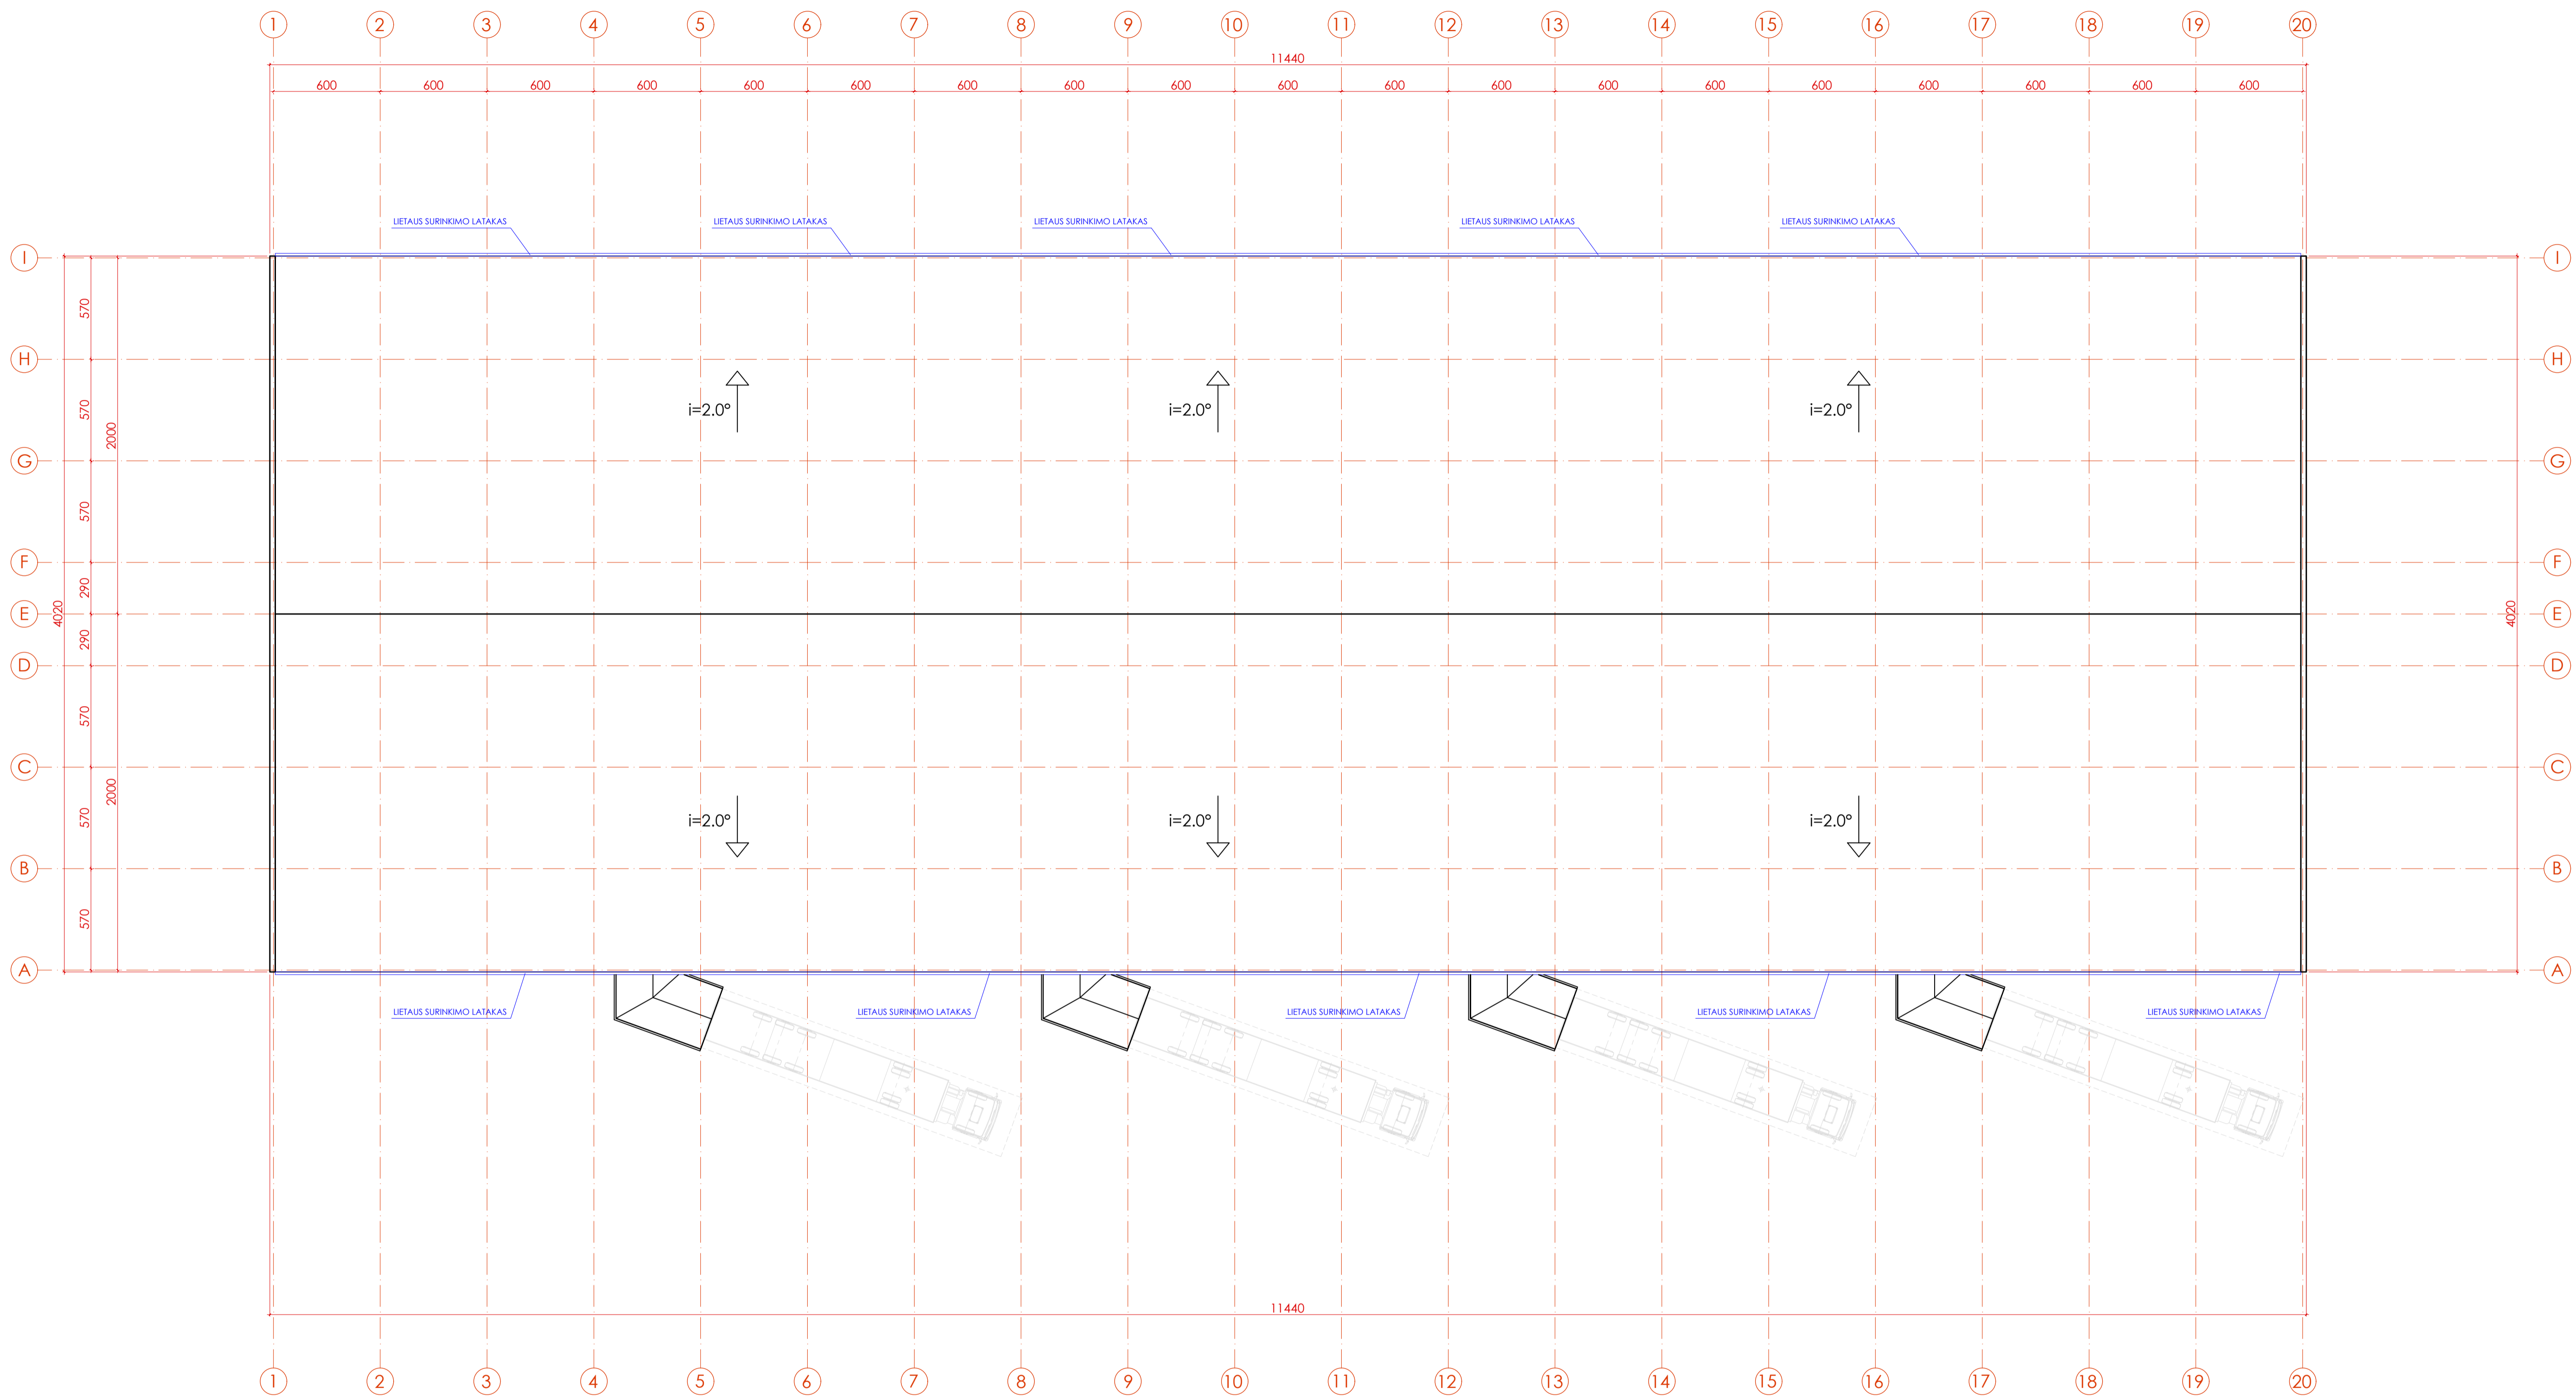 1 2 3 4 5 6 7 8 9 10 11 12 13 14 15 16 17 18 19 20
11440
600 600 600 600 600 600 600 600 600 600 600 600 600 600 600 600 600 600 600
LIETAUS SURINKIMO LATAKAS LIETAUS SURINKIMO LATAKAS LIETAUS SURINKIMO LATAKAS LIETAUS SURINKIMO LATAKAS LIETAUS SURINKIMO LATAKAS
I I
570
H H
570 i=2.0° i=2.0° i=2.0°
2000
G G
570
F F
290
E E
4020 4020
290
D D
570
C C
2000
570 i=2.0° i=2.0° i=2.0°
B B
570
A A
LIETAUS SURINKIMO LATAKAS LIETAUS SURINKIMO LATAKAS LIETAUS SURINKIMO LATAKAS LIETAUS SURINKIMO LATAKAS LIETAUS SURINKIMO LATAKAS
11440
1 2 3 4 5 6 7 8 9 10 11 12 13 14 15 16 17 18 19 20